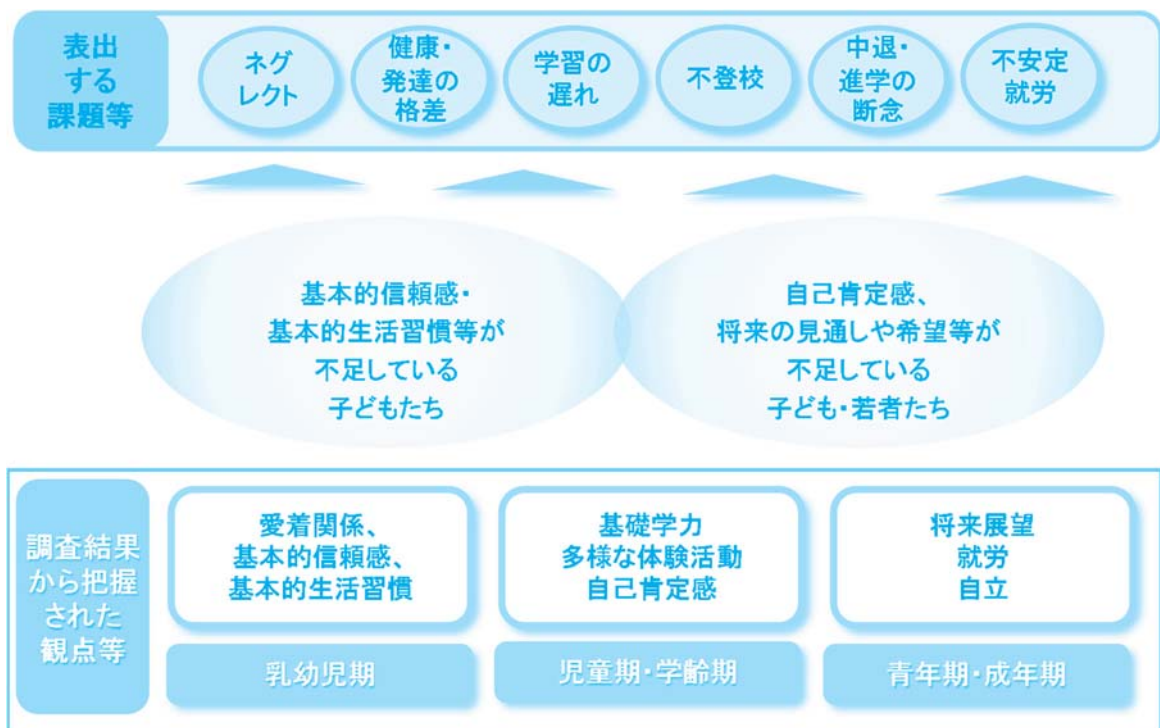 表出
する
課題等
ネグ
レクト
健康・
発達の
格差
学習の
遅れ
不登校
中退・
進学の
断念
不安定
就労
基本的信頼感・
基本的生活習慣等が
不足している
子どもたち
自己肯定感、
将来の見通しや希望等が
不足している
子ども・若者たち
調査結果
から把握
された
観点等
愛着関係、
基本的信頼感、
基本的生活習慣
基礎学力
多様な体験活動
自己肯定感
将来展望
就労
自立
乳幼児期
児童期・学齢期
青年期・成年期